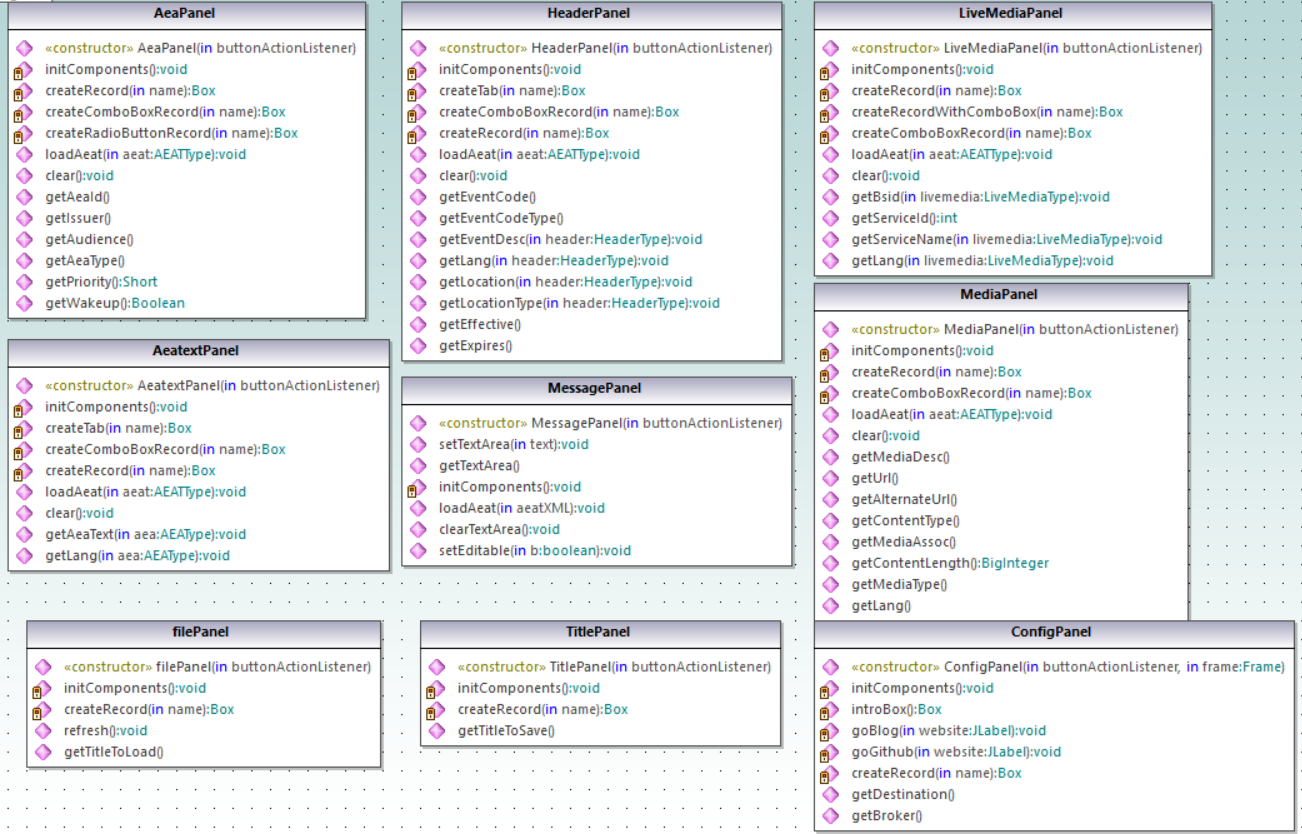 AeaPanel
«constructor» AeaPanel(in buttonActionListener)
initComponents():void
createRecord(in name):Box
createComboBoxRecord(in name):Box
createRadioButtonRecord(in name):Box
loadAeat(in aeat:AEATType):void
clear():void
getAeaId()
getIssuer()
getAudience()
getAeaType()
getPriority():Short
getWakeup():Boolean
HeaderPanel
«constructor» HeaderPanel(in buttonActionListener)
initComponents():void
createTab(in name):Box
createComboBoxRecord(in name):Box
createRecord(in name):Box
loadAeat(in aeat:AEATType):void
clear():void
getEventCode()
getEventCodeType()
getEventDesc(in header:HeaderType):void
getLang(in header:HeaderType):void
getLocation(in header:HeaderType):void
getLocationType(in header:HeaderType):void
getEffective()
getExpires()
LiveMediaPanel
«constructor» LiveMediaPanel(in buttonActionListener)
initComponents():void
createRecord(in name):Box
createRecordWithComboBox(in name):Box
createComboBoxRecord(in name):Box
loadAeat(in aeat:AEATType):void
clear():void
getBsid(in livemedia:LiveMediaType):void
getServiceId():int
getServiceName(in livemedia:LiveMediaType):void
getLang(in livemedia:LiveMediaType):void
AeatextPanel
«constructor» AeatextPanel(in buttonActionListener)
initComponents():void
createTab(in name):Box
createComboBoxRecord(in name):Box
createRecord(in name):Box
loadAeat(in aeat:AEATType):void
clear():void
getAeaText(in aea:AEAType):void
getLang(in aea:AEAType):void
MessagePanel
«constructor» MessagePanel(in buttonActionListener)
setTextArea(in text):void
getTextArea()
initComponents():void
loadAeat(in aeatXML):void
clearTextArea():void
setEditable(in b:boolean):void
MediaPanel
«constructor» MediaPanel(in buttonActionListener)
initComponents():void
createRecord(in name):Box
createComboBoxRecord(in name):Box
loadAeat(in aeat:AEATType):void
clear():void
getMediaDesc()
getUrl()
getAlternateUrl()
getContentType()
getMediaAssoc()
getContentLength():BigInteger
getMediaType()
getLang()
filePanel
«constructor» filePanel(in buttonActionListener)
initComponents():void
createRecord(in name):Box
refresh():void
getTitleToLoad()
TitlePanel
«constructor» TitlePanel(in buttonActionListener)
initComponents():void
createRecord(in name):Box
getTitleToSave()
ConfigPanel
«constructor» ConfigPanel(in buttonActionListener, in frame:Frame)
initComponents():void
introBox():Box
goBlog(in website:JLabel):void
goGithub(in website:JLabel):void
createRecord(in name):Box
getDestination()
getBroker()